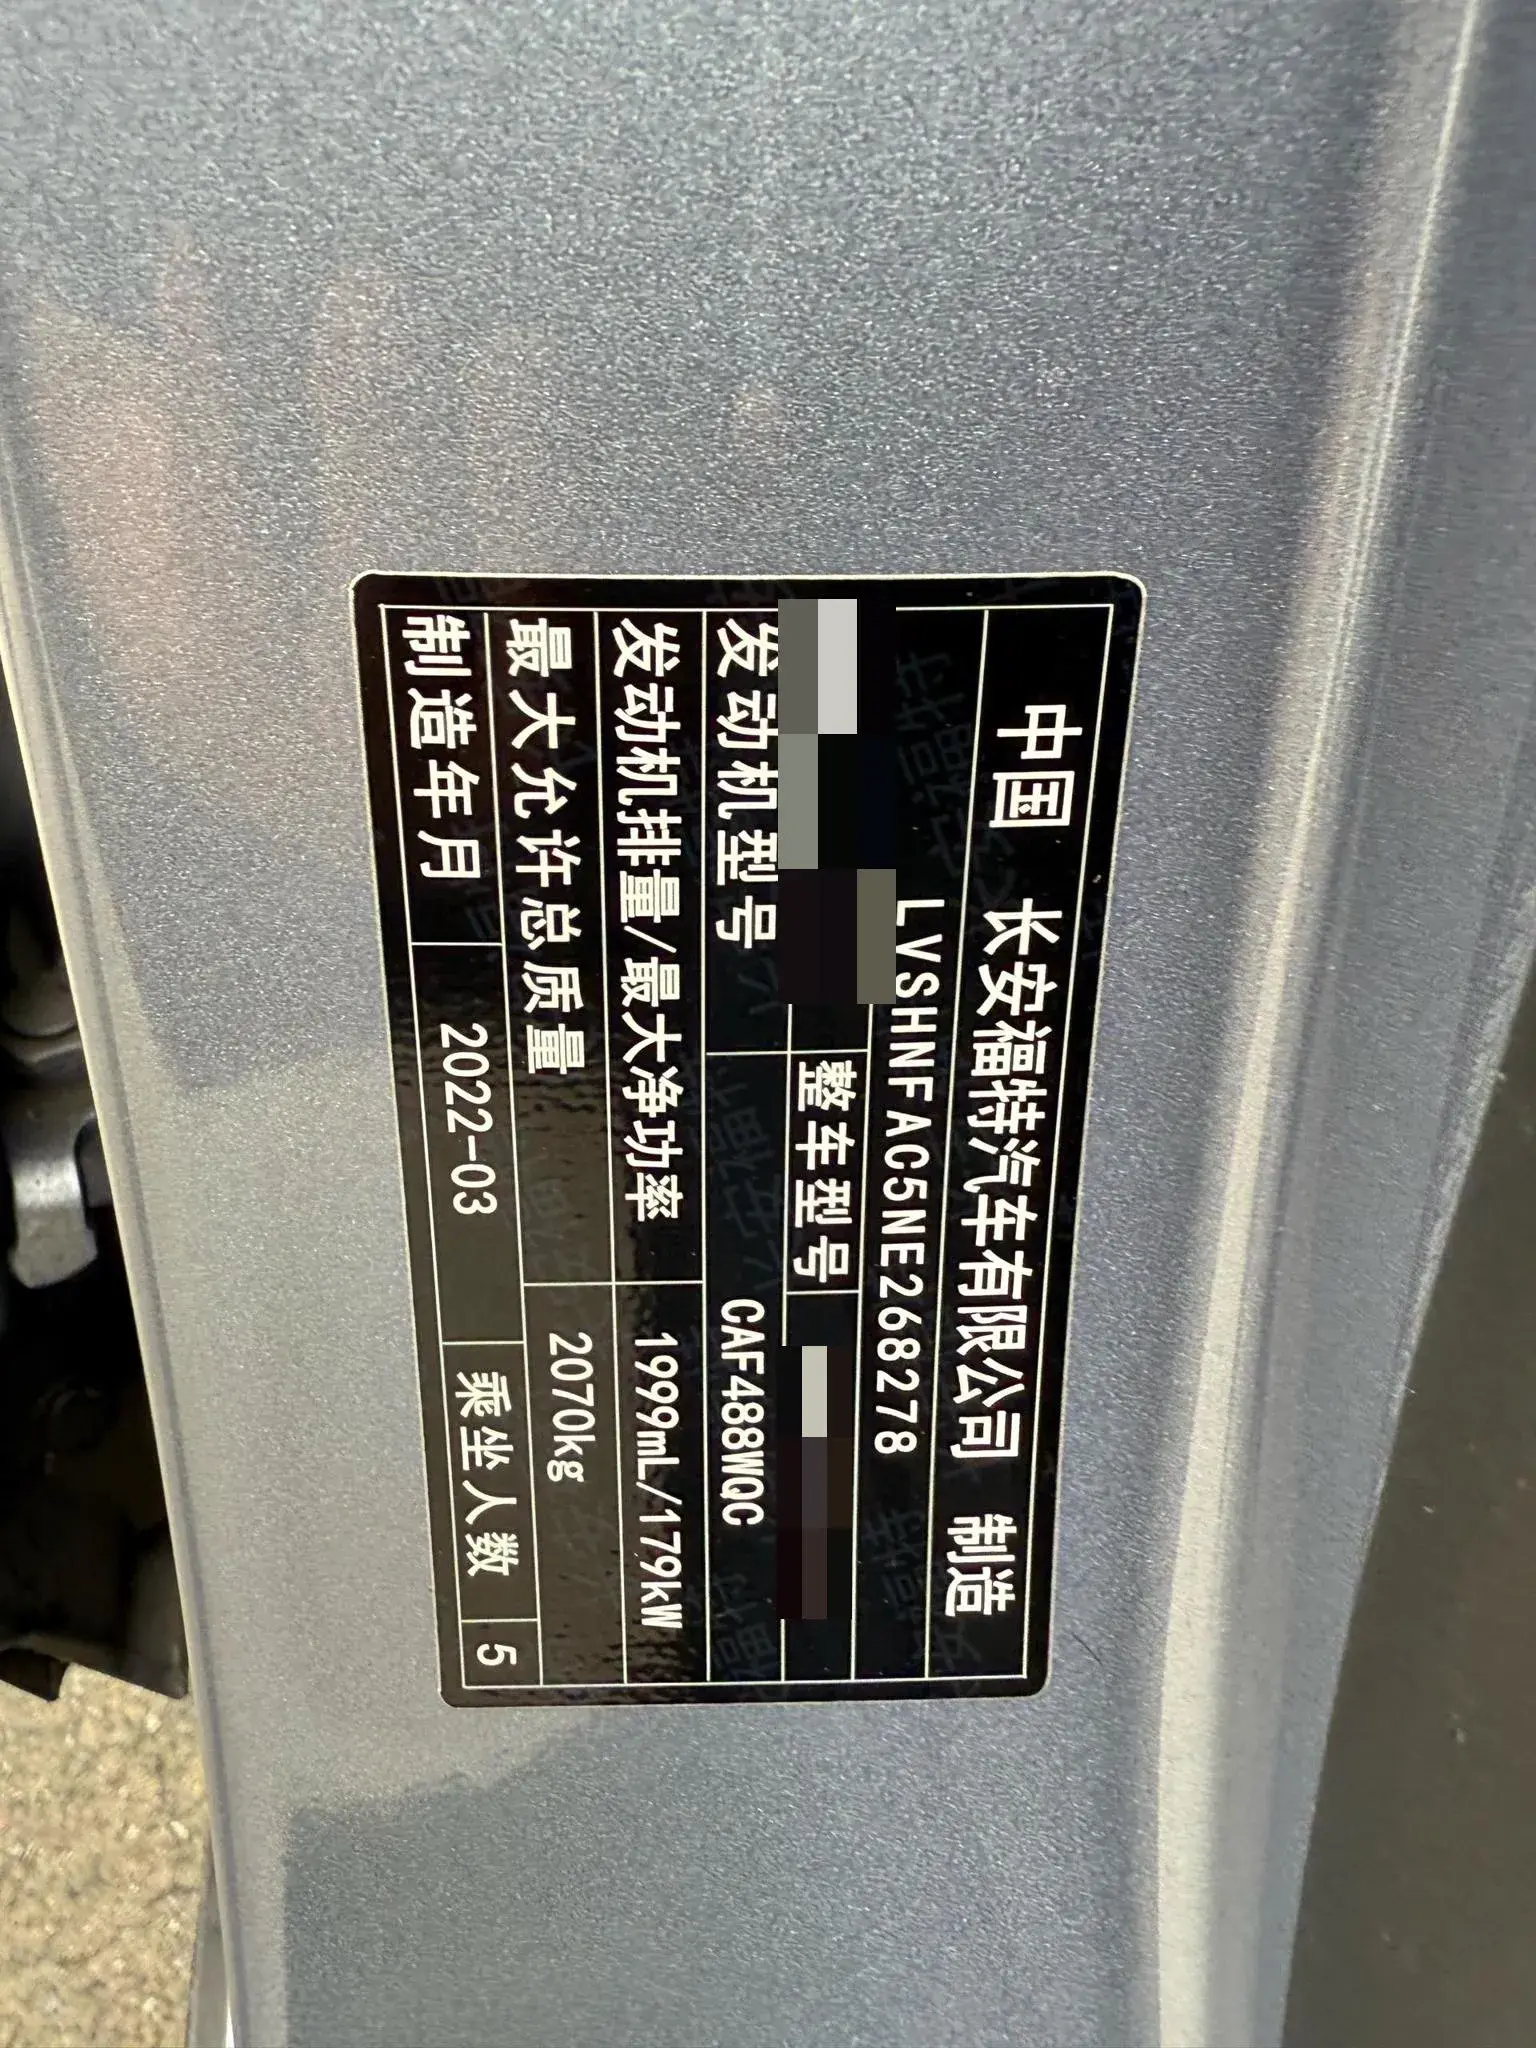 中国 长安福特汽车有限公司 制造
LVSHNFAC5NE268278
整车型号
发动机型号 CAF488WQC
发动机排量/最大净功率 1999mL/179kW
最大允许总质量 2070kg
制造年月 2022-03 乘坐人数 5